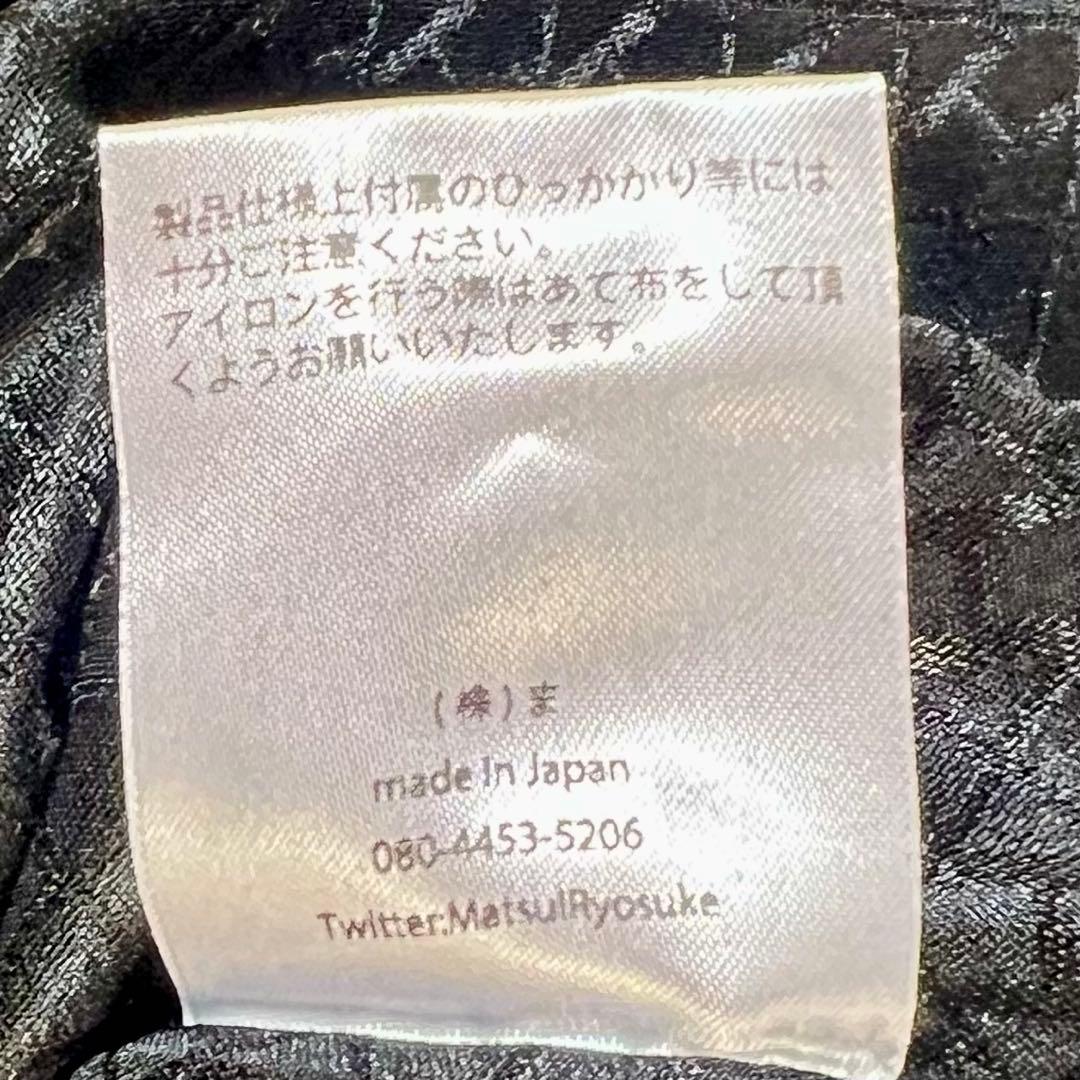 製品仕様上付属のひっかかり等には
十分ご注意ください。
アイロンを行う際はあて布をして頂
くようお願いいたします。
(株)ま
made In Japan
080-4453-5206
Twitter:MatsuiRyosuke